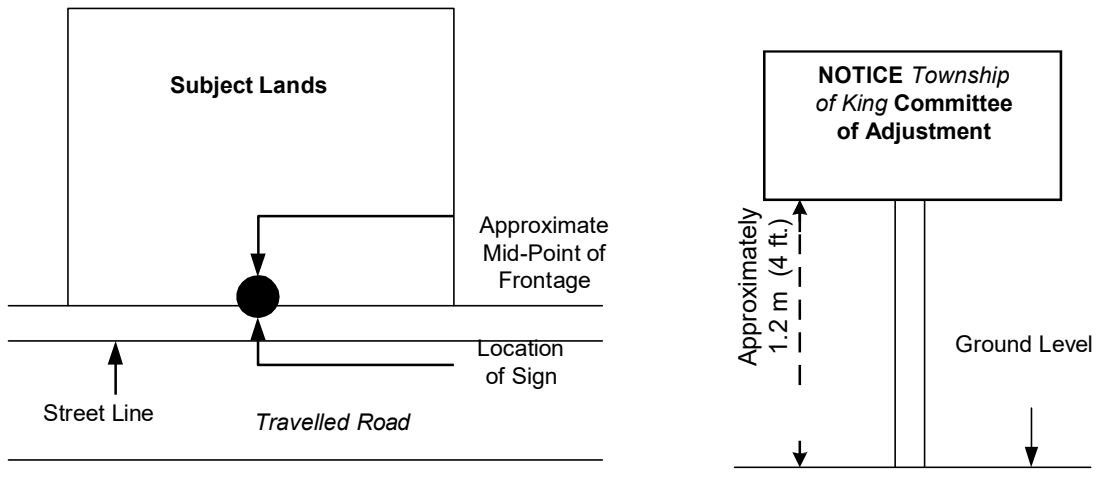 Subject Lands
Approximate
Mid-Point of
Frontage
Location
of Sign
Street Line
Travelled Road
NOTICE Township
of King Committee
of Adjustment
Approximately
1.2 m (4 ft.)
Ground Level